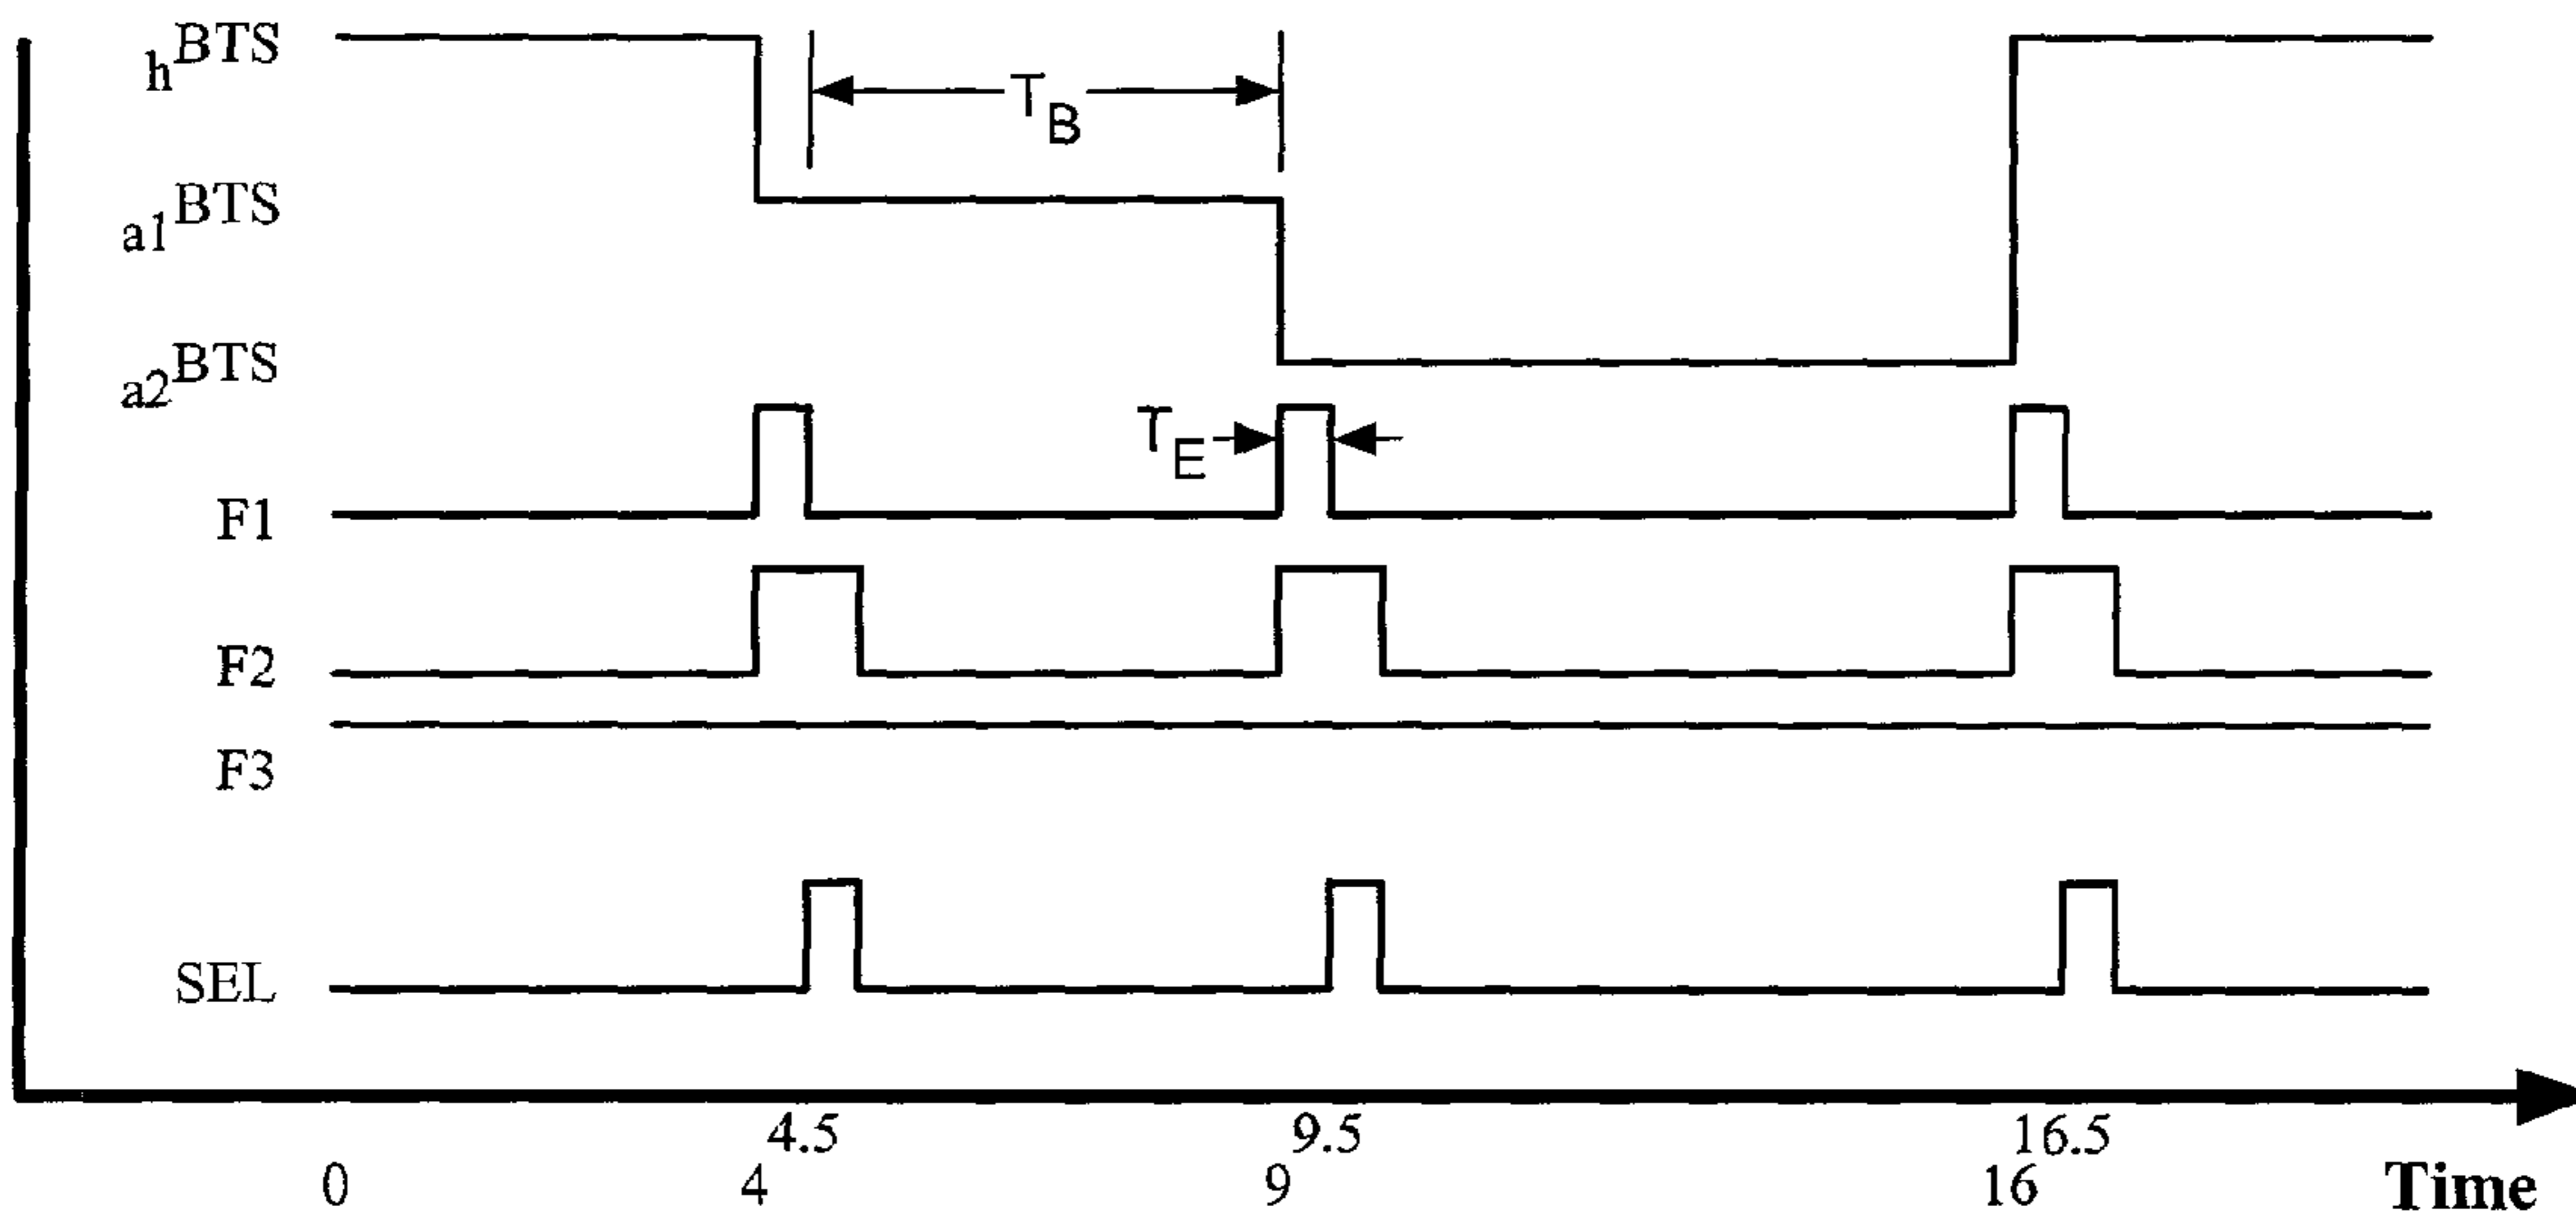 hBTS
TB
a1BTS
a2BTS
TE
F1
F2
F3
SEL
4.5 9.5 16.5
0 4 9 16 Time